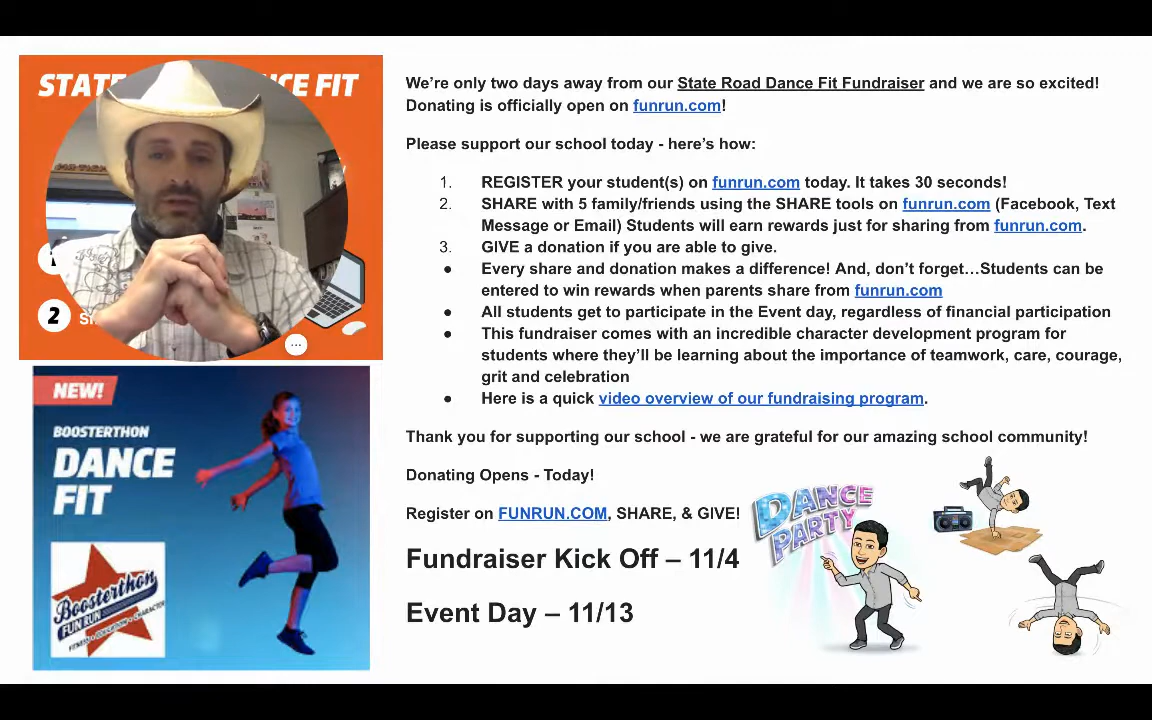 STATE
CE FIT
1
2
NEW!
BOOSTERTHON
DANCE
FIT
Boosterthon
FUN RUN
FITNESS • EDUCATION • CHARACTER
We’re only two days away from our State Road Dance Fit Fundraiser and we are so excited!
Donating is officially open on funrun.com!
Please support our school today - here’s how:
1. REGISTER your student(s) on funrun.com today. It takes 30 seconds!
2. SHARE with 5 family/friends using the SHARE tools on funrun.com (Facebook, Text
Message or Email) Students will earn rewards just for sharing from funrun.com.
3. GIVE a donation if you are able to give.
● Every share and donation makes a difference! And, don’t forget…Students can be
entered to win rewards when parents share from funrun.com
● All students get to participate in the Event day, regardless of financial participation
● This fundraiser comes with an incredible character development program for
students where they’ll be learning about the importance of teamwork, care, courage,
grit and celebration
● Here is a quick video overview of our fundraising program.
Thank you for supporting our school - we are grateful for our amazing school community!
Donating Opens - Today!
Register on FUNRUN.COM, SHARE, & GIVE!
Fundraiser Kick Off – 11/4
Event Day – 11/13
DANCE
PARTY